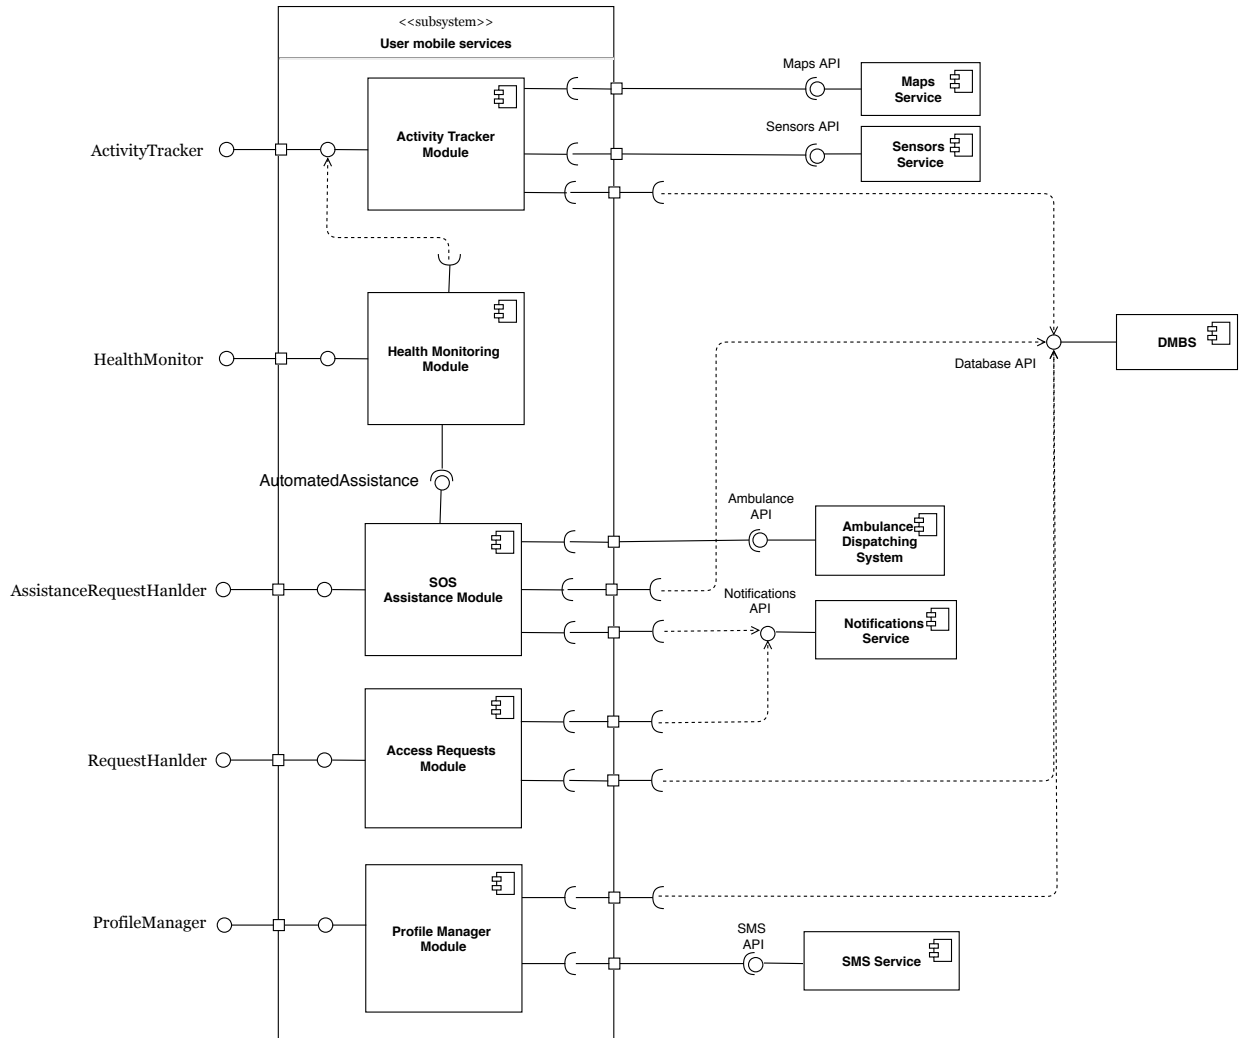 <<subsystem>>
User mobile services
Maps API
Maps
Service
Activity Tracker
Module
Sensors API
Sensors
Service
ActivityTracker
Health Monitoring
Module
HealthMonitor
DMBS
Database API
AutomatedAssistance
Ambulance
API
Ambulance
Dispatching
System
SOS
Assistance Module
AssistanceRequestHanlder
Notifications
API
Notifications
Service
Access Requests
Module
RequestHanlder
ProfileManager
Profile Manager
Module
SMS
API
SMS Service